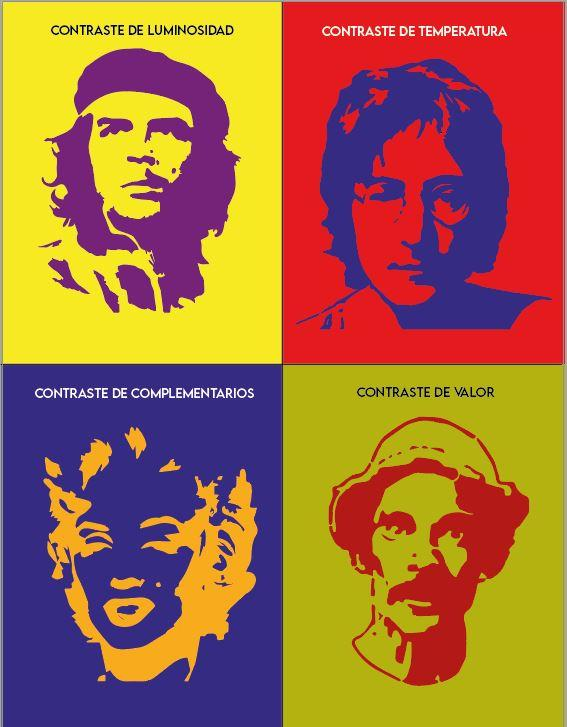 CONTRASTE DE LUMINOSIDAD
CONTRASTE DE TEMPERATURA
CONTRASTE DE COMPLEMENTARIOS
CONTRASTE DE VALOR